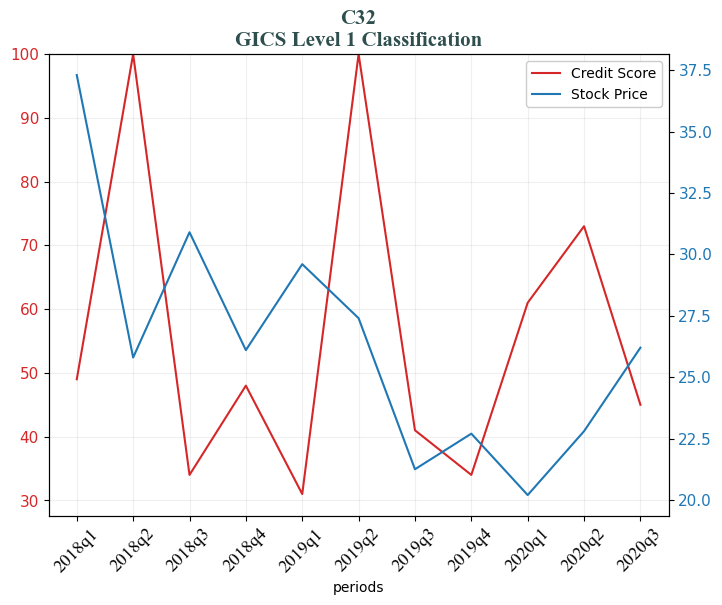 C32
GICS Level 1 Classification
Credit Score
Stock Price
100
90
80
70
60
50
40
30
37.5
35.0
32.5
30.0
27.5
25.0
22.5
20.0
2018q1
2018q2
2018q3
2018q4
2019q1
2019q2
2019q3
2019q4
2020q1
2020q2
2020q3
periods